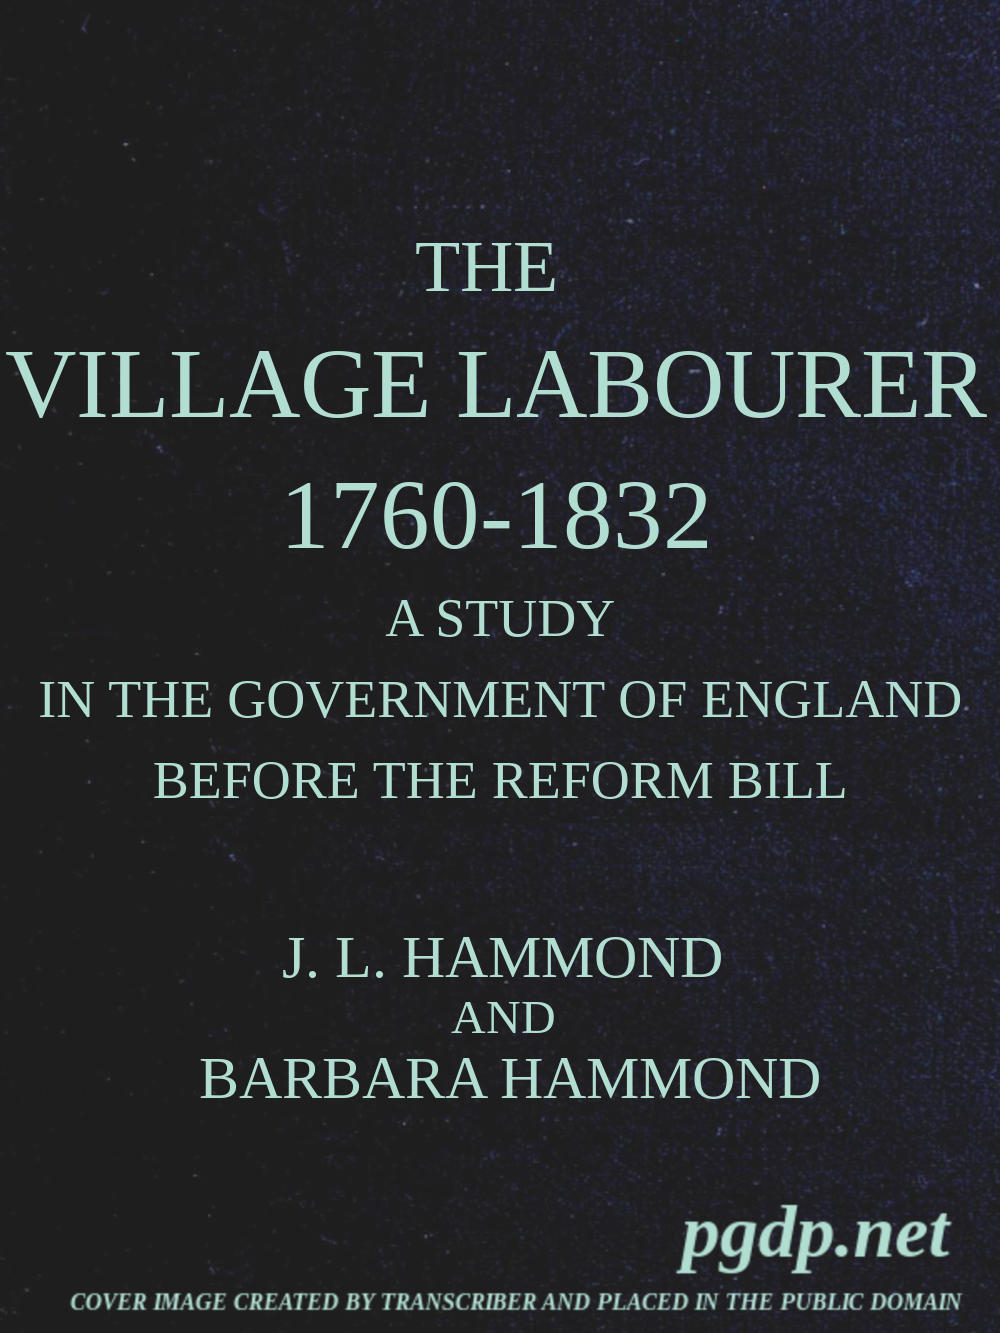 THE
VILLAGE LABOURER
1760-1832
A STUDY
IN THE GOVERNMENT OF ENGLAND
BEFORE THE REFORM BILL
J. L. HAMMOND
AND
BARBARA HAMMOND
pgdp.net
COVER IMAGE CREATED BY TRANSCRIBER AND PLACED IN THE PUBLIC DOMAIN